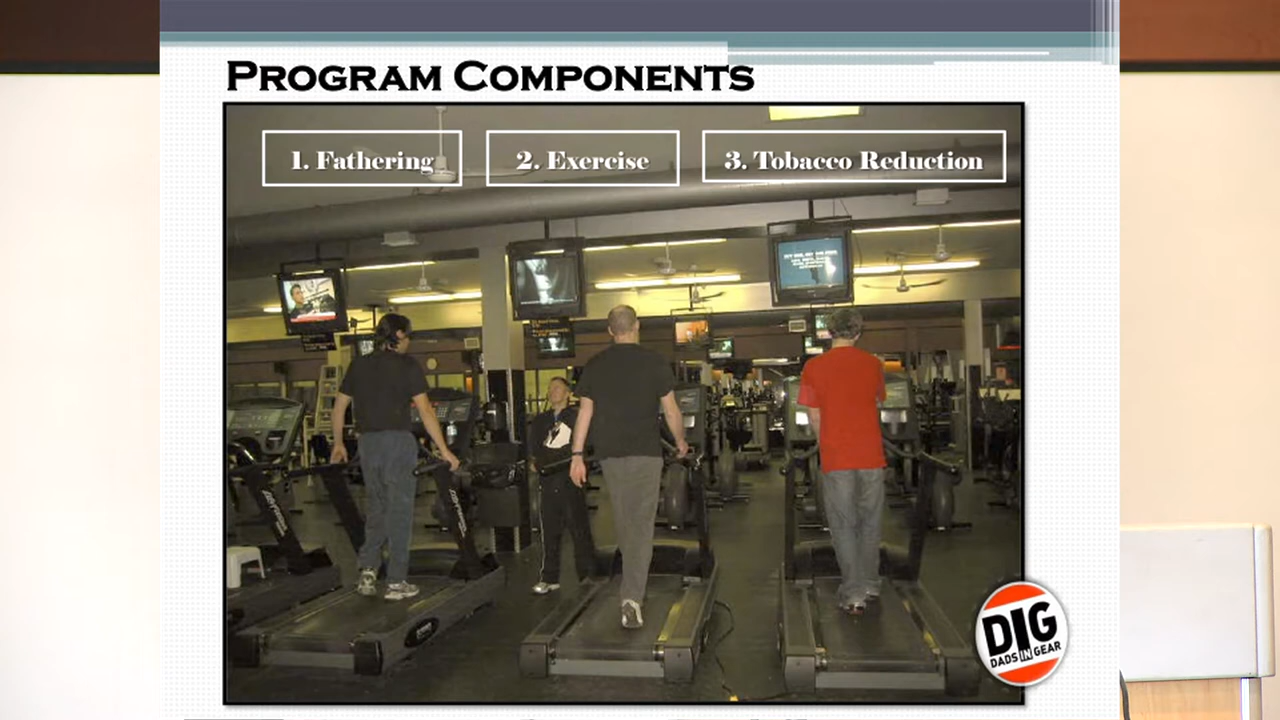 PROGRAM COMPONENTS
1. Fathering
2. Exercise
3. Tobacco Reduction
DIG
DADS IN GEAR